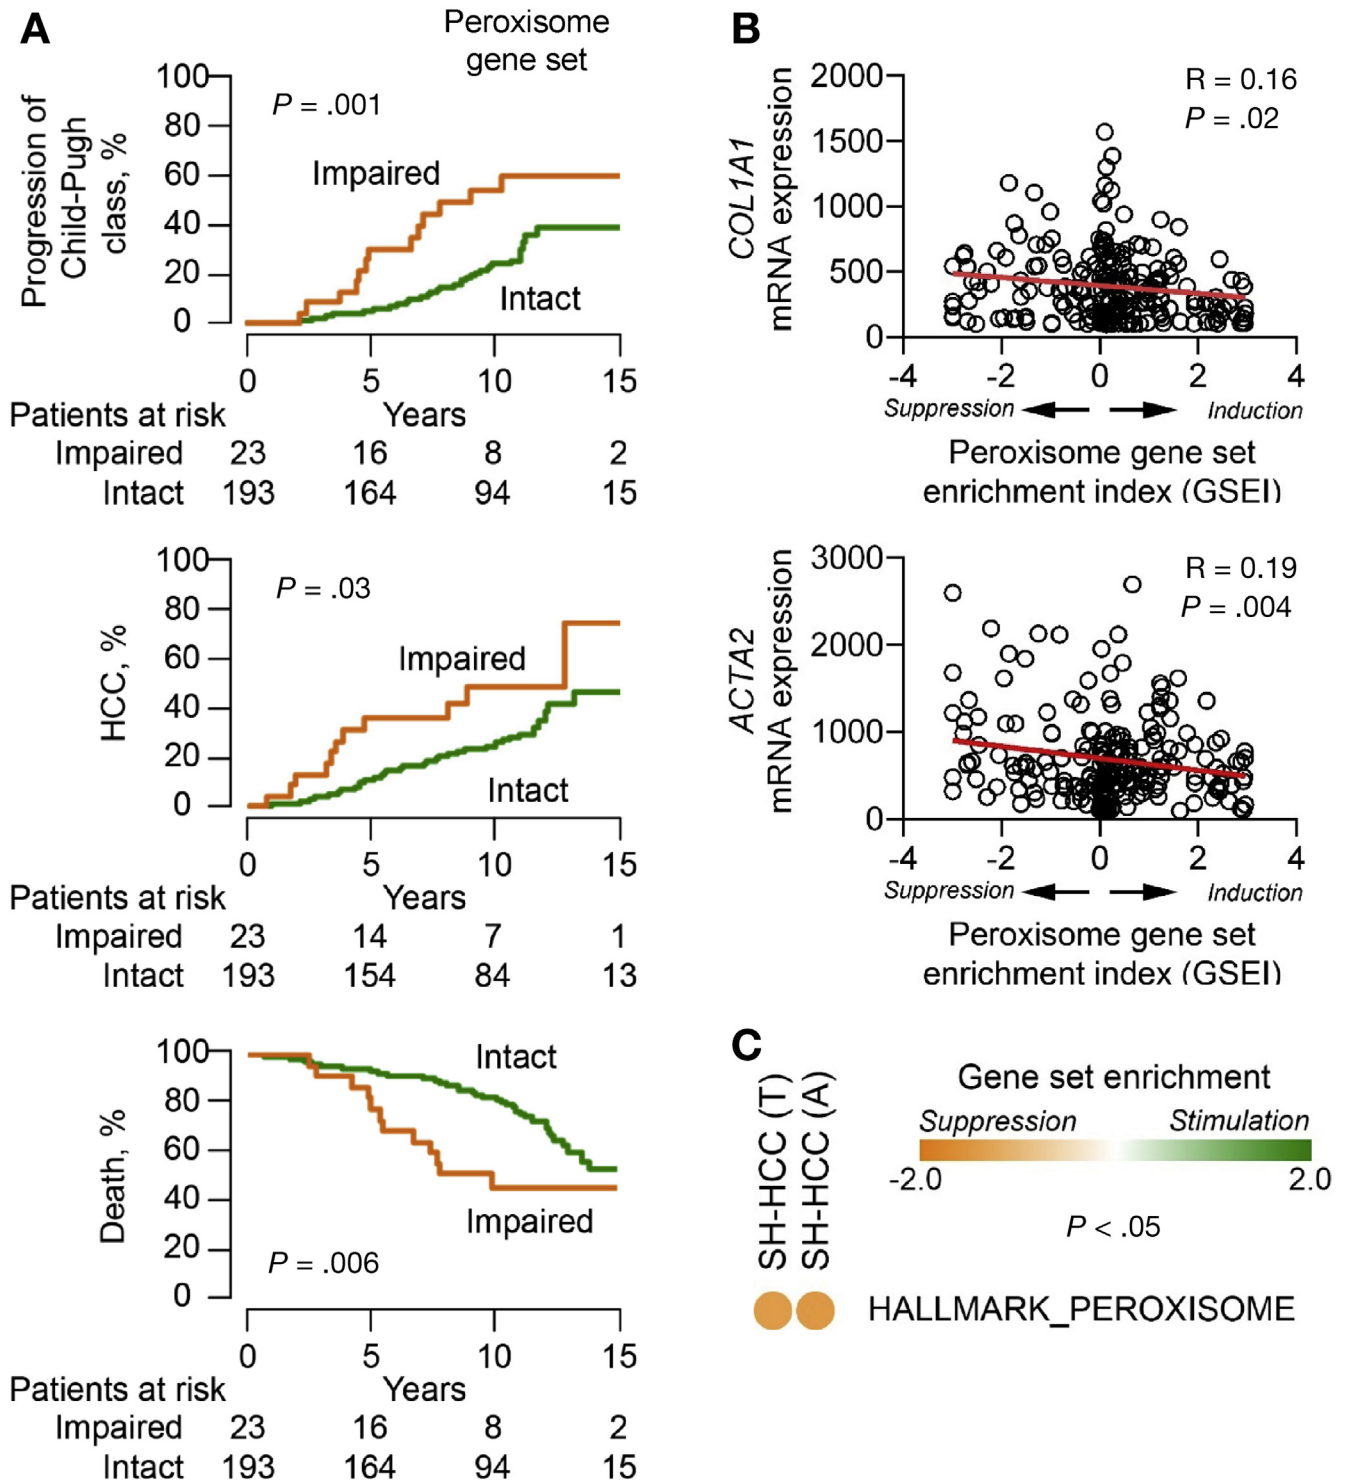 A
Peroxisome
gene set
Progression of
Child-Pugh
class, %
100
80
60
40
20
0
P = .001
Impaired
Intact
0 5 10 15
Patients at risk Years
Impaired 23 16 8 2
Intact 193 164 94 15
HCC, %
100
80
60
40
20
0
P = .03
Impaired
Intact
0 5 10 15
Patients at risk Years
Impaired 23 14 7 1
Intact 193 154 84 13
Death, %
100
80
60
40
20
0
Intact
Impaired
P = .006
0 5 10 15
Patients at risk Years
Impaired 23 16 8 2
Intact 193 164 94 15
B
COL1A1
mRNA expression
2000
1500
1000
500
0
R = 0.16
P = .02
-4 -2 0 2 4
Suppression Induction
Peroxisome gene set
enrichment index (GSEI)
ACTA2
mRNA expression
3000
2000
1000
0
R = 0.19
P = .004
-4 -2 0 2 4
Suppression Induction
Peroxisome gene set
enrichment index (GSEI)
C
SH-HCC (T)
SH-HCC (A)
Gene set enrichment
Suppression Stimulation
-2.0 2.0
P < .05
HALLMARK_PEROXISOME